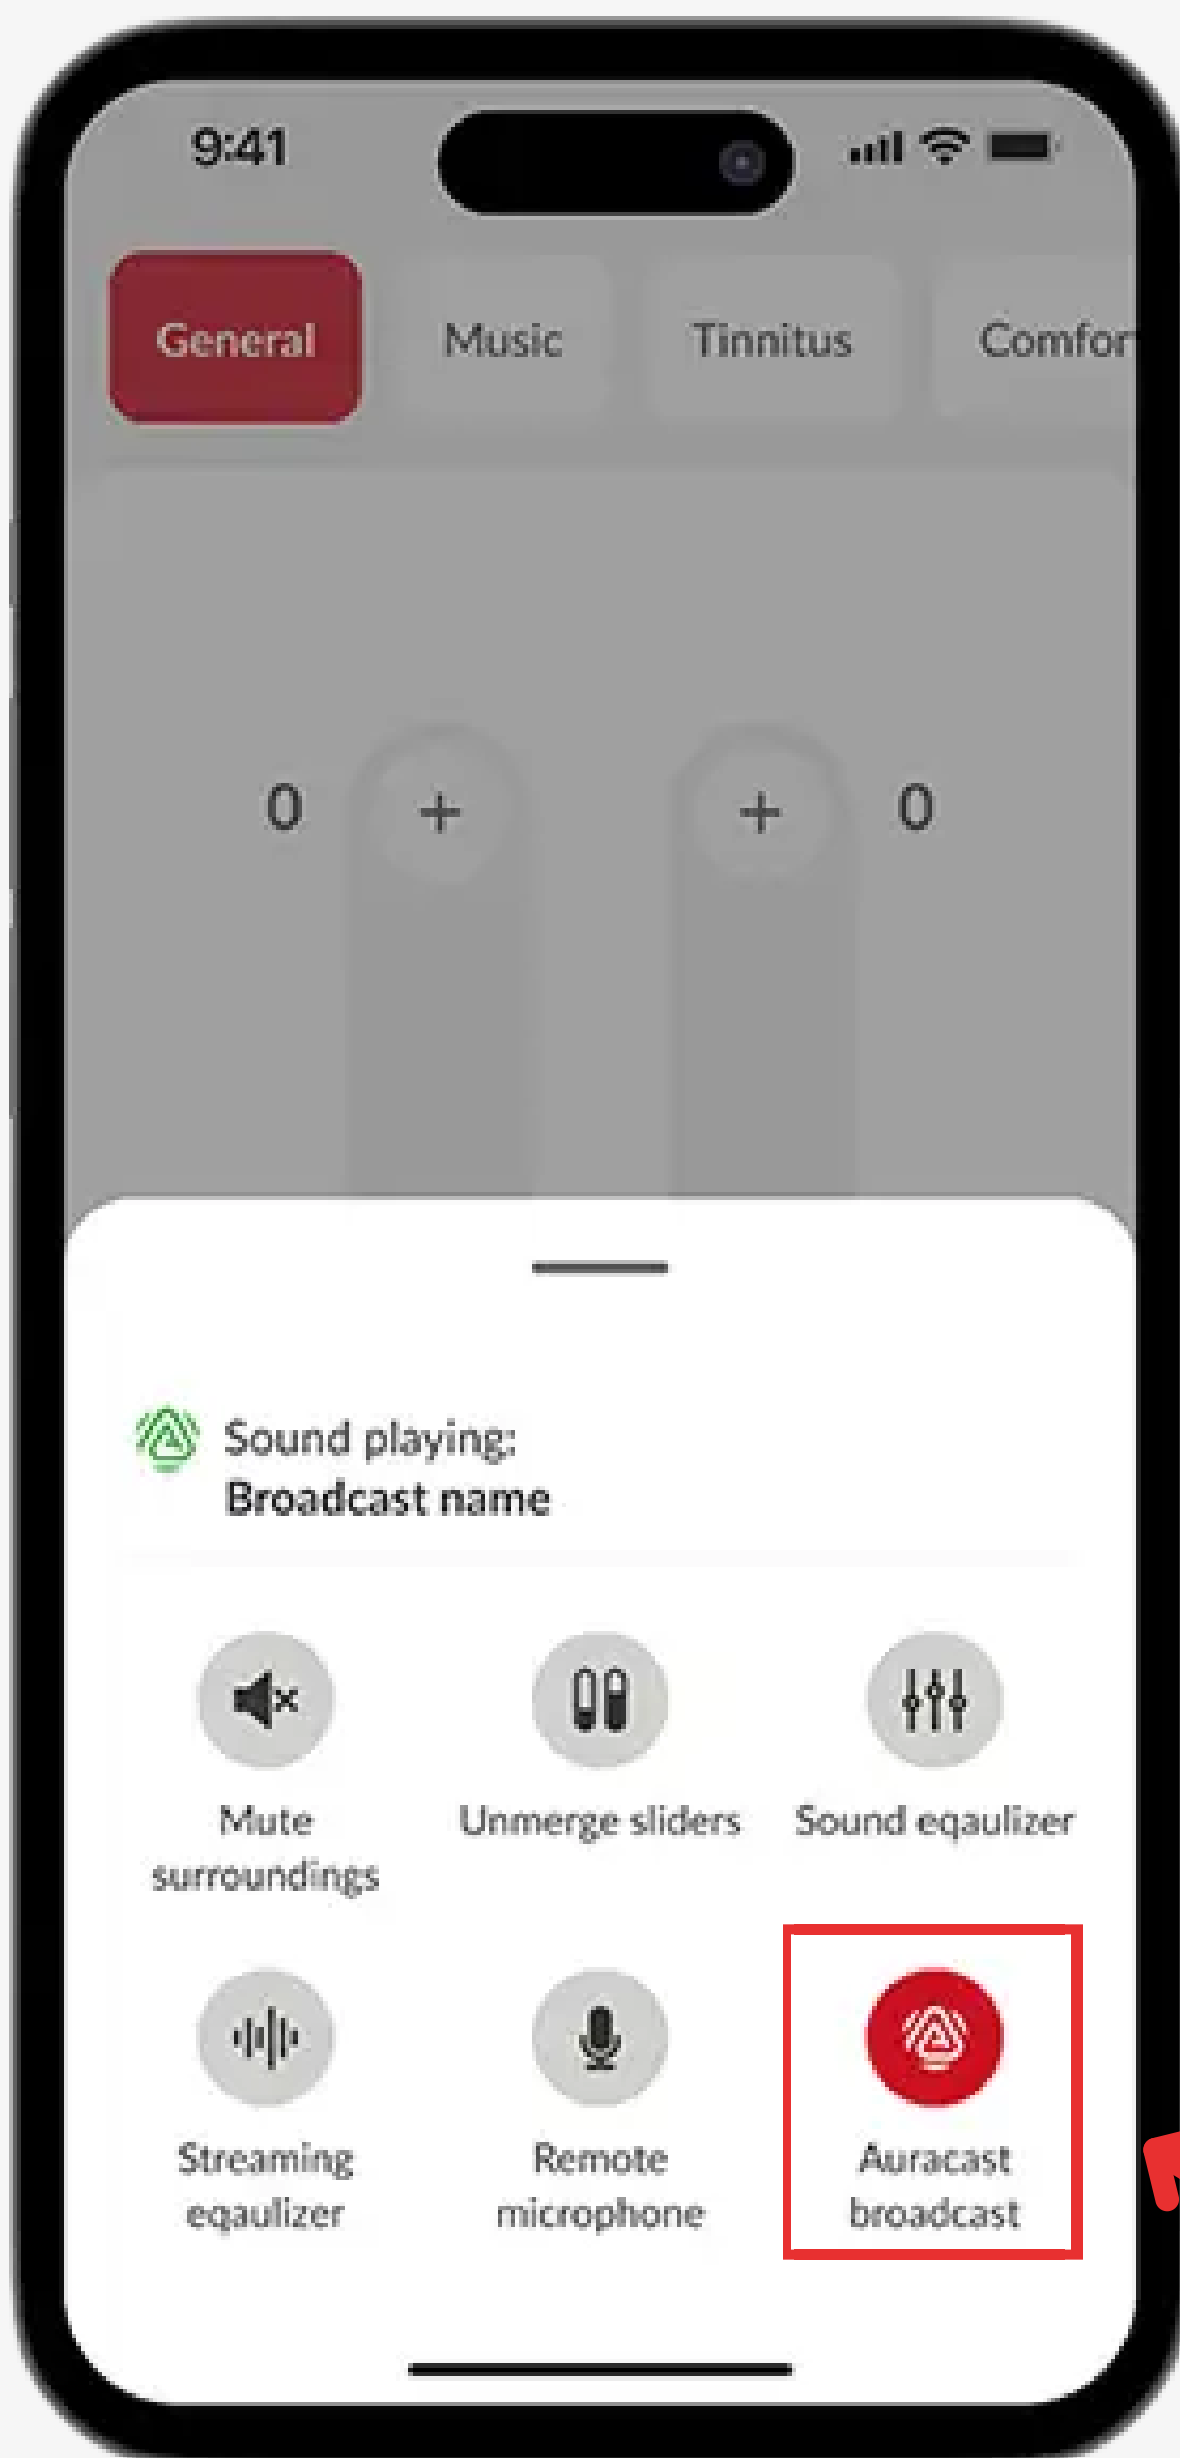 9:41
General Music Tinnitus Comfor
0 + + 0
Sound playing:
Broadcast name
Mute
surroundings
Unmerge sliders
Sound eqaulizer
Streaming
eqaulizer
Remote
microphone
Auracast
broadcast